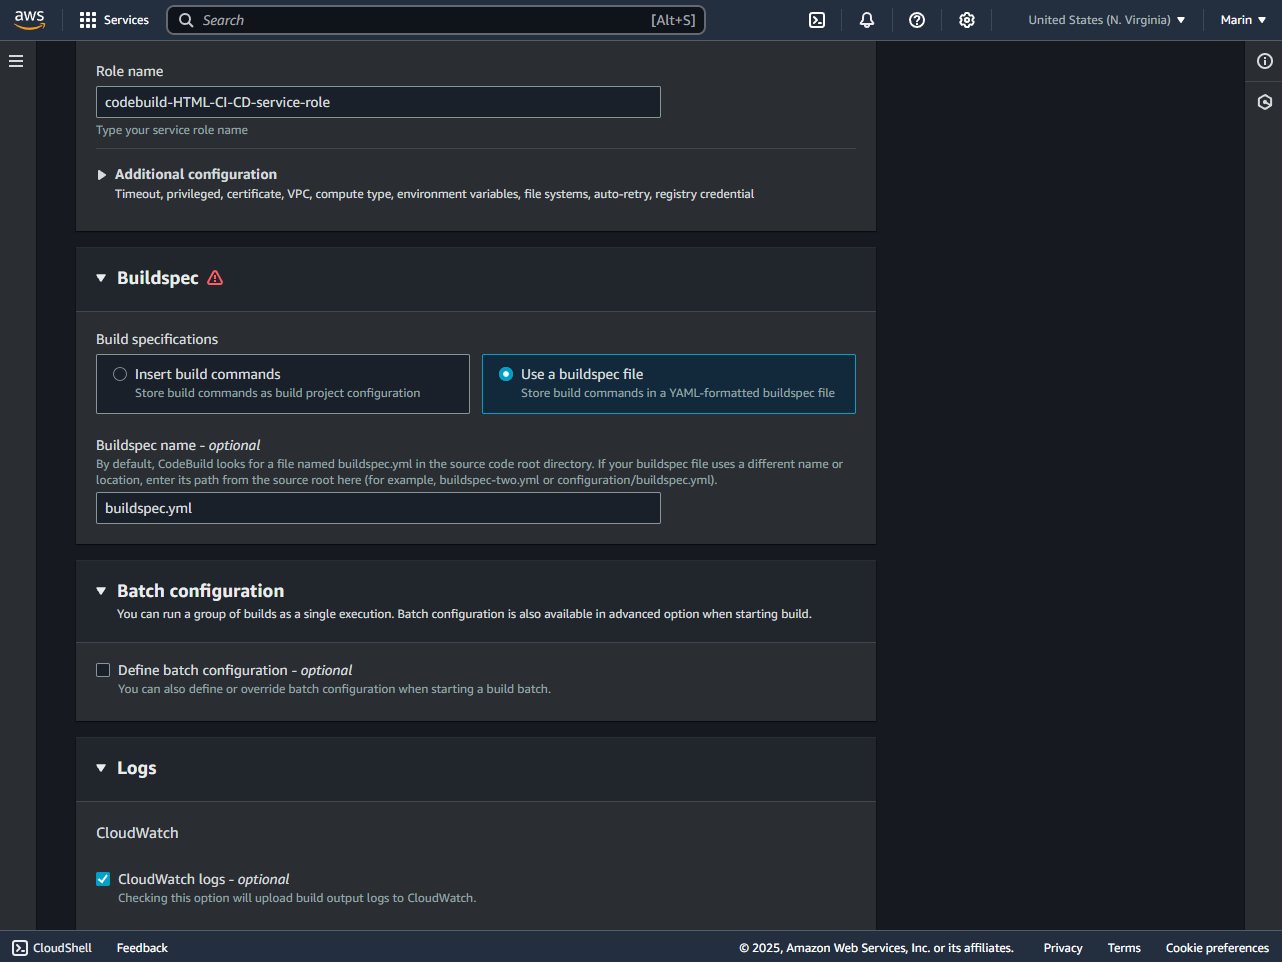 aws
Services
Search
[Alt+S]
United States (N. Virginia)
Marin
Role name
codebuild-HTML-CI-CD-service-role
Type your service role name
Additional configuration
Timeout, privileged, certificate, VPC, compute type, environment variables, file systems, auto-retry, registry credential
Buildspec
Build specifications
Insert build commands
Store build commands as build project configuration
Use a buildspec file
Store build commands in a YAML-formatted buildspec file
Buildspec name - optional
By default, CodeBuild looks for a file named buildspec.yml in the source code root directory. If your buildspec file uses a different name or
location, enter its path from the source root here (for example, buildspec-two.yml or configuration/buildspec.yml).
buildspec.yml
Batch configuration
You can run a group of builds as a single execution. Batch configuration is also available in advanced option when starting build.
Define batch configuration - optional
You can also define or override batch configuration when starting a build batch.
Logs
CloudWatch
CloudWatch logs - optional
Checking this option will upload build output logs to CloudWatch.
CloudShell
Feedback
© 2025, Amazon Web Services, Inc. or its affiliates.
Privacy
Terms
Cookie preferences